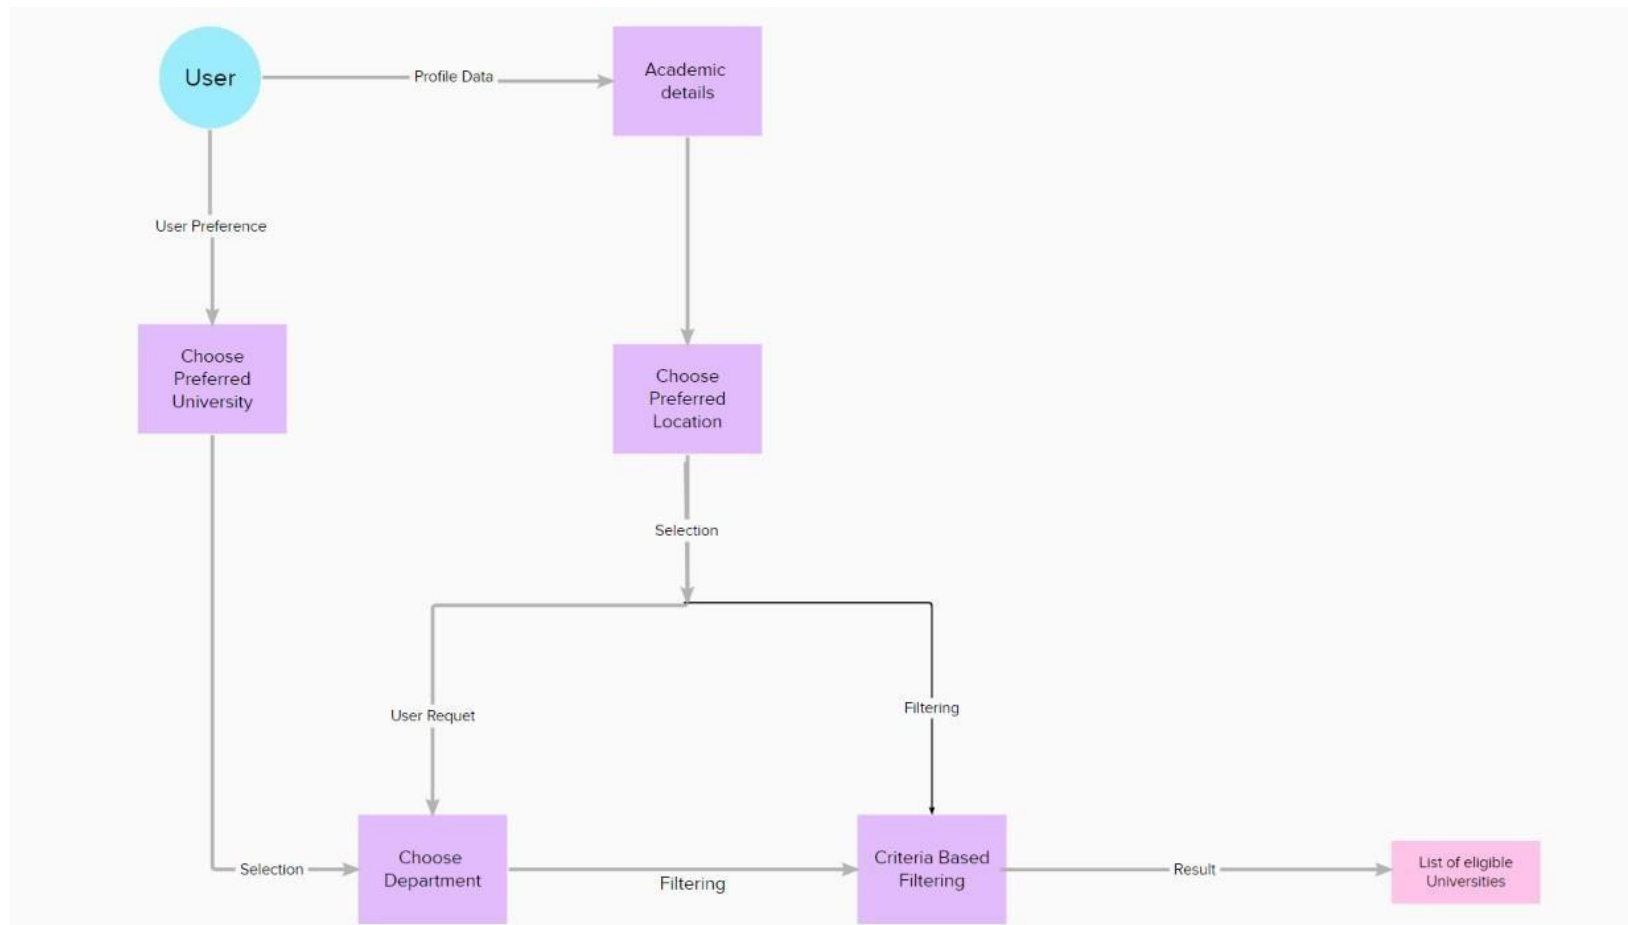 User
Profile Data
Academic
details
User Preference
Choose
Preferred
University
Choose
Preferred
Location
Selection
User Requet
Filtering
Selection
Choose
Department
Filtering
Criteria Based
Filtering
Result
List of eligible
Universities